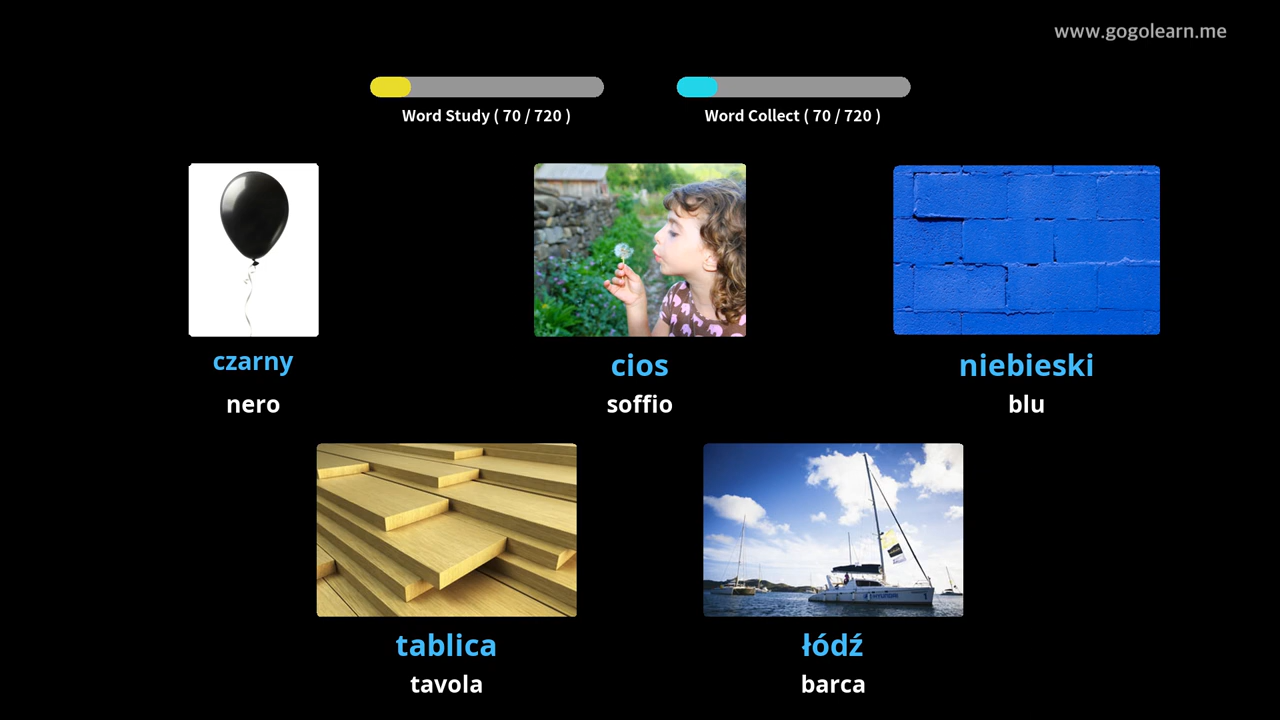 www.gogolearn.me
Word Study ( 70 / 720 )
Word Collect ( 70 / 720 )
czarny
nero
cios
soffio
niebieski
blu
tablica
tavola
łódź
barca